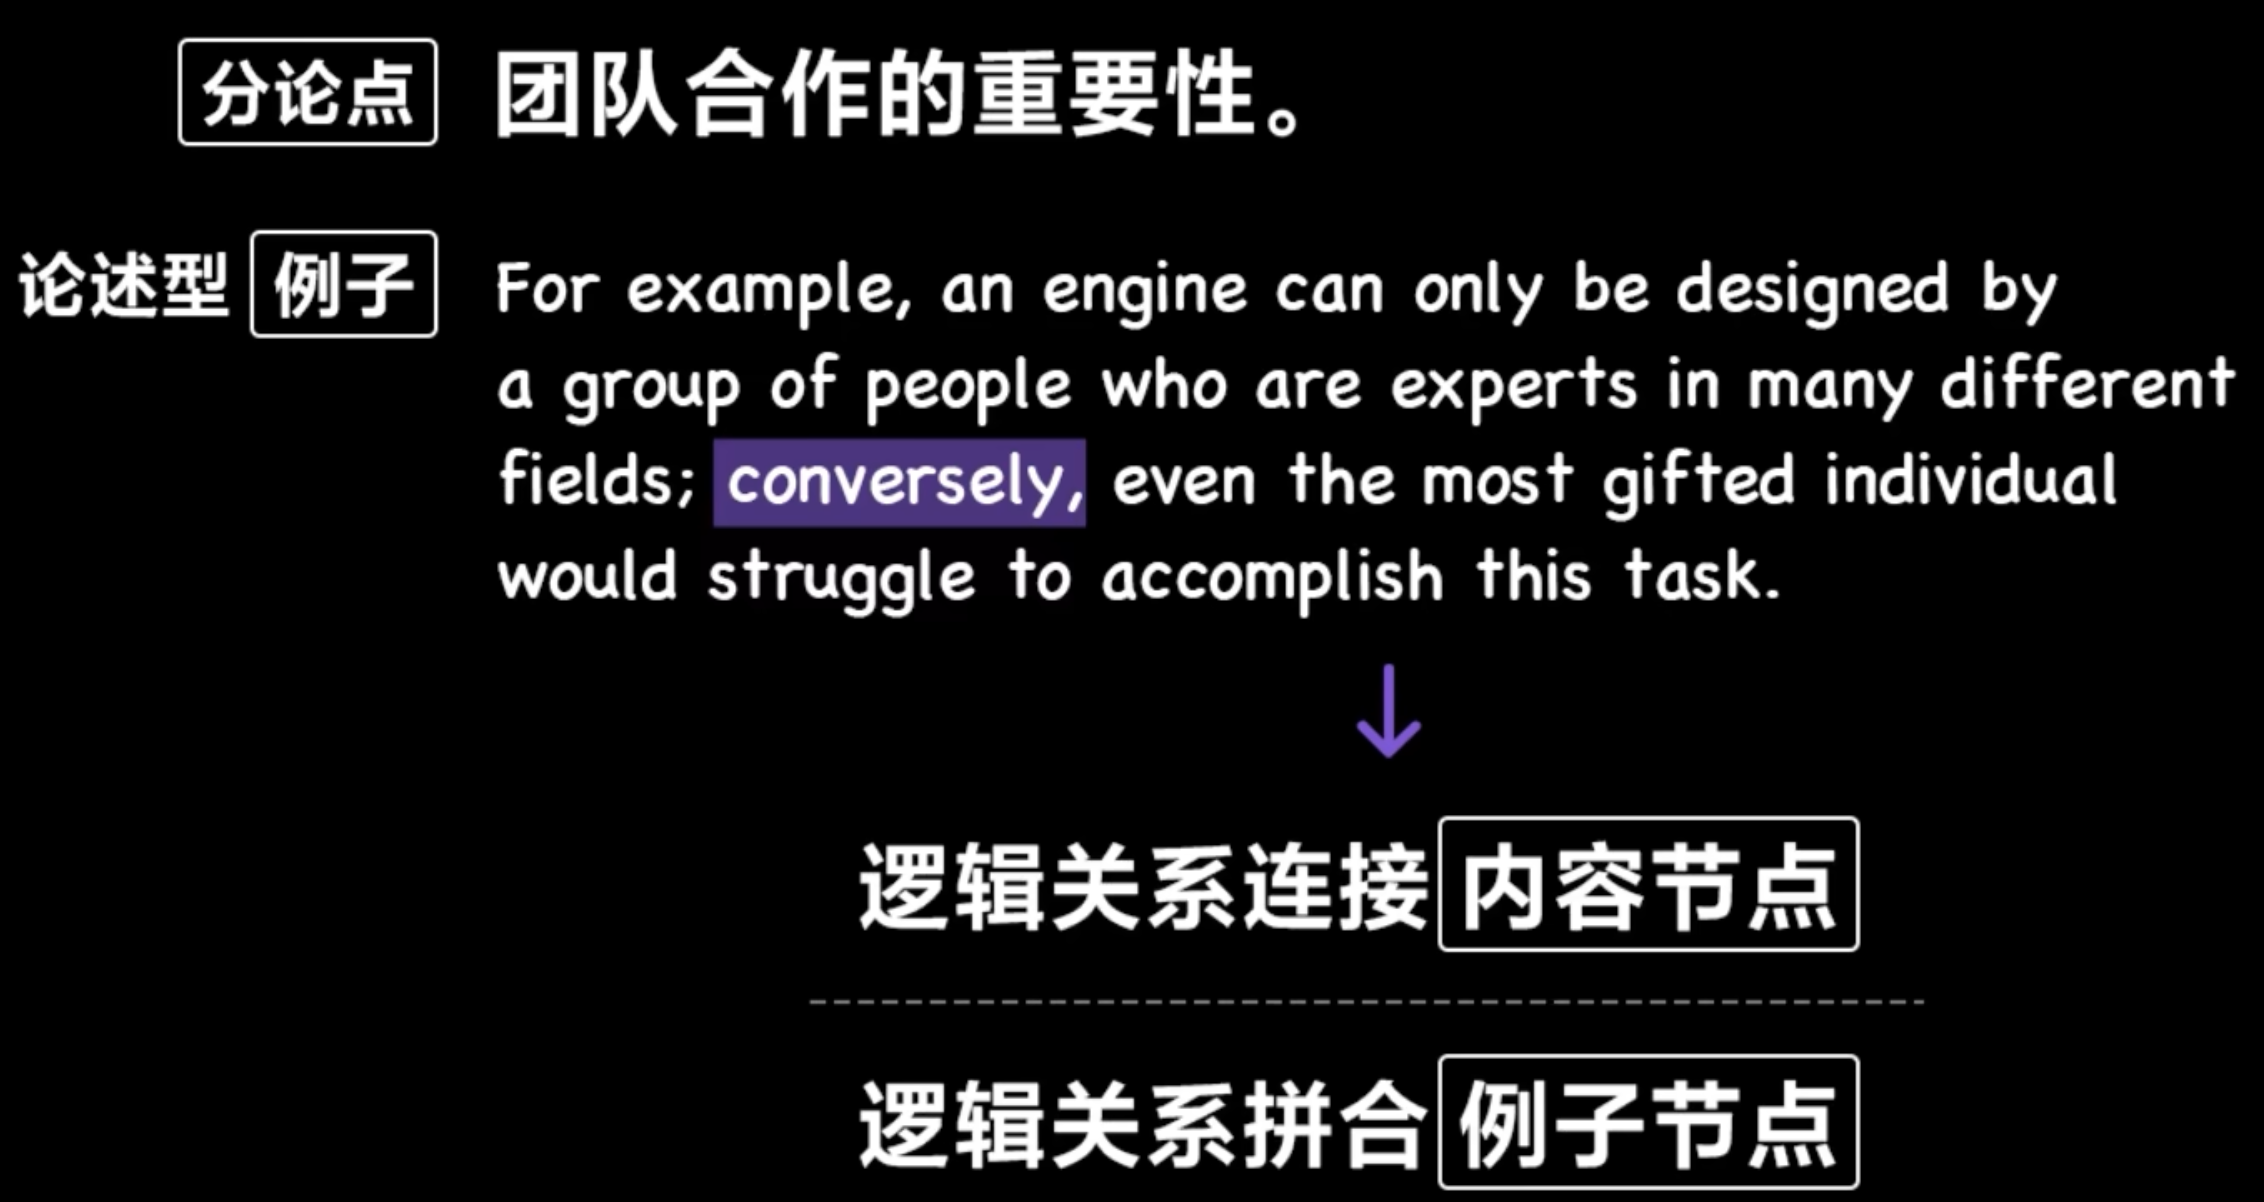 分论点 团队合作的重要性。
论述型 例子 For example, an engine can only be designed by
a group of people who are experts in many different
fields; conversely, even the most gifted individual
would struggle to accomplish this task.
逻辑关系连接 内容节点
逻辑关系拼合 例子节点